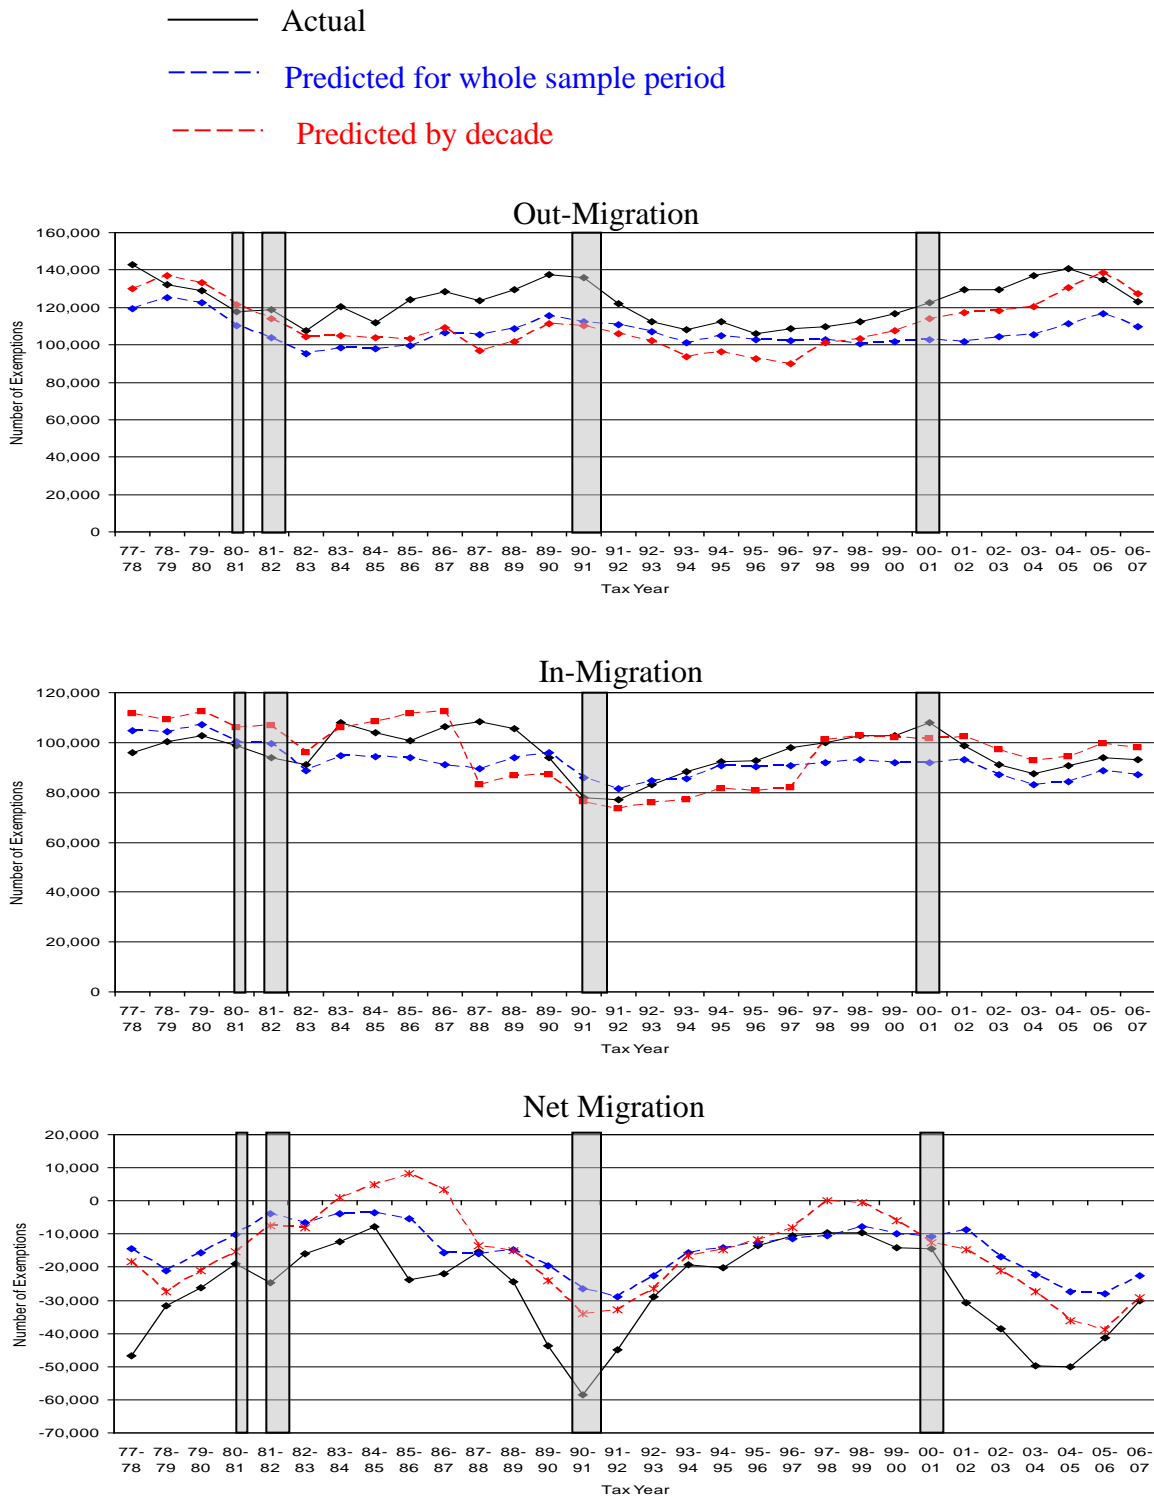 Actual
Predicted for whole sample period
Predicted by decade
Out-Migration
160,000
140,000
120,000
100,000
80,000
60,000
40,000
20,000
0
Number of Exemptions
77- 78- 79- 80- 81- 82- 83- 84- 85- 86- 87- 88- 89- 90- 91- 92- 93- 94- 95- 96- 97- 98- 99- 00- 01- 02- 03- 04- 05- 06-
78 79 80 81 82 83 84 85 86 87 88 89 90 91 92 93 94 95 96 97 98 99 00 01 02 03 04 05 06 07
Tax Year
In-Migration
120,000
100,000
80,000
60,000
40,000
20,000
0
Number of Exemptions
77- 78- 79- 80- 81- 82- 83- 84- 85- 86- 87- 88- 89- 90- 91- 92- 93- 94- 95- 96- 97- 98- 99- 00- 01- 02- 03- 04- 05- 06-
78 79 80 81 82 83 84 85 86 87 88 89 90 91 92 93 94 95 96 97 98 99 00 01 02 03 04 05 06 07
Tax Year
Net Migration
20,000
10,000
0
-10,000
-20,000
-30,000
-40,000
-50,000
-60,000
-70,000
Number of Exemptions
77- 78- 79- 80- 81- 82- 83- 84- 85- 86- 87- 88- 89- 90- 91- 92- 93- 94- 95- 96- 97- 98- 99- 00- 01- 02- 03- 04- 05- 06-
78 79 80 81 82 83 84 85 86 87 88 89 90 91 92 93 94 95 96 97 98 99 00 01 02 03 04 05 06 07
Tax Year